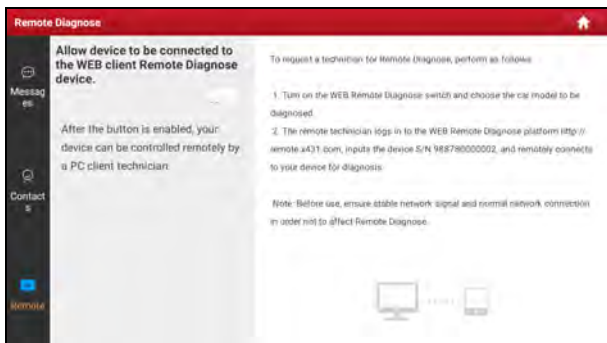 Remote Diagnose
Messag
es
Contact
s
Remote
Allow device to be connected to
the WEB client Remote Diagnose
device.
After the button is enabled, your
device can be controlled remotely by
a PC client technician.
To request a technician for Remote Diagnose, perform as follows:
1. Turn on the WEB Remote Diagnose switch and choose the car model to be
diagnosed.
2. The remote technician logs in to the WEB Remote Diagnose platform http://
remote.x431.com, inputs the device S/N 988780000002, and remotely connects
to your device for diagnosis.
Note: Before use, ensure stable network signal and normal network connection
in order not to affect Remote Diagnose.